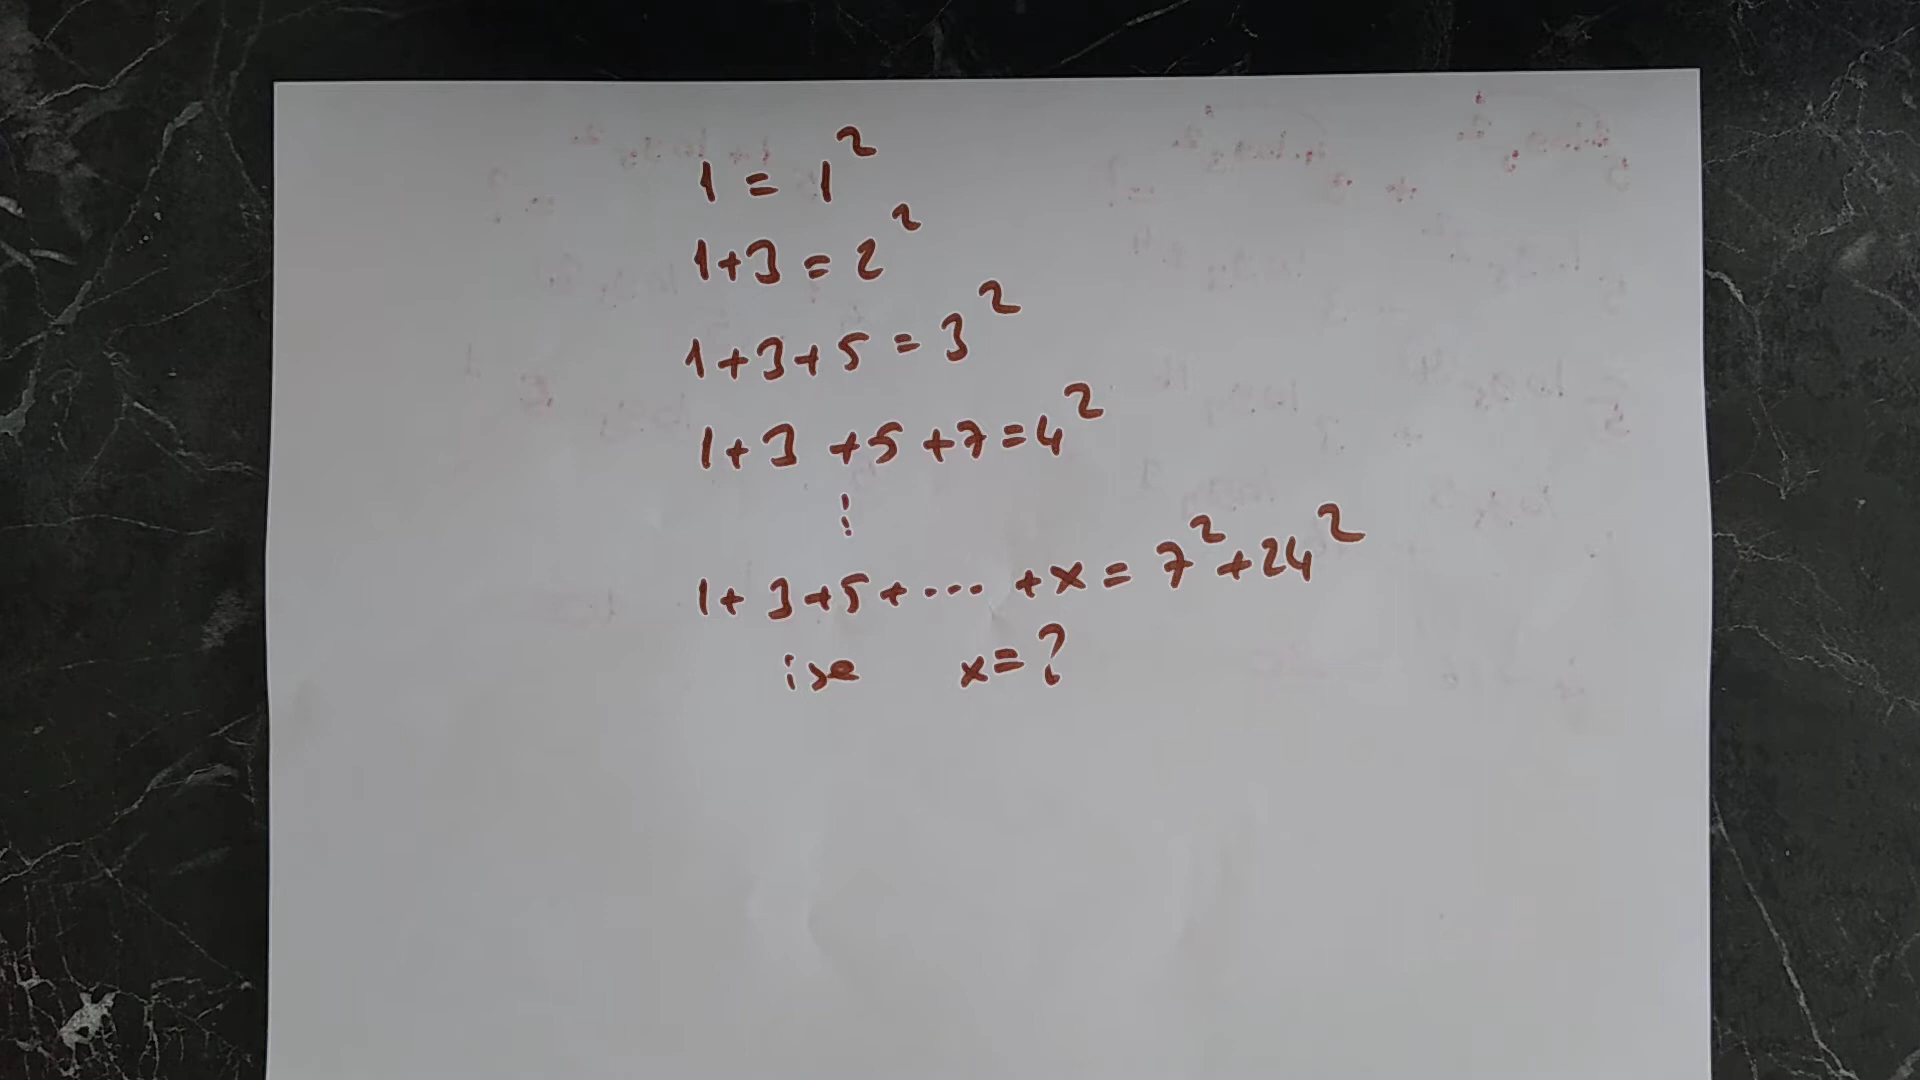 1 = 1²
1+3 = 2²
1+3+5 = 3²
1+3+5+7=4²
⋮
1+3+5+... +x = 7²+24²
ise x=?